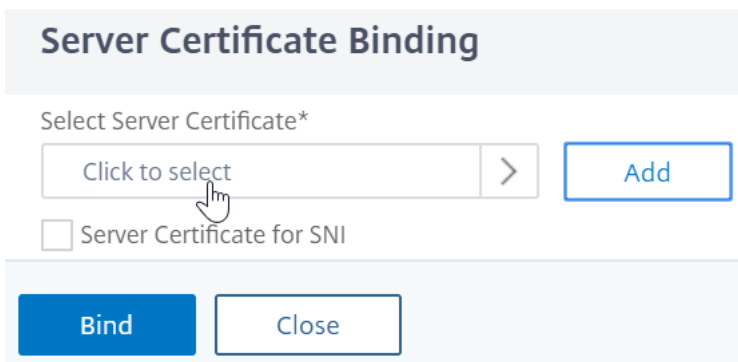 Server Certificate Binding
Select Server Certificate*
Click to select
Add
Server Certificate for SNI
Bind
Close